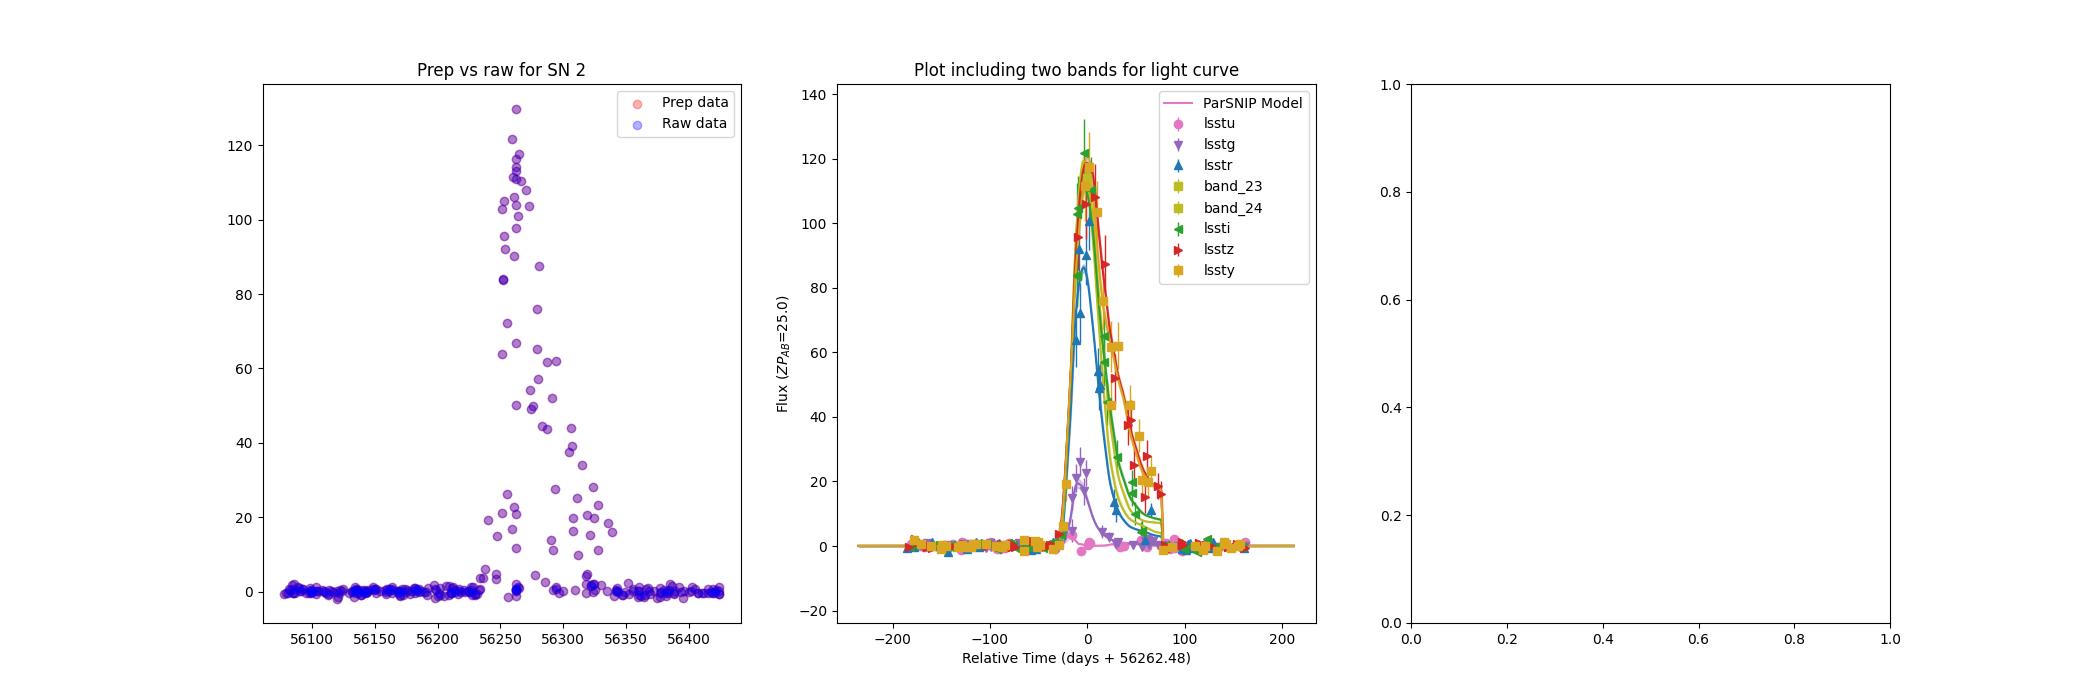 Prep vs raw for SN 2
Prep data
Raw data
120
100
80
60
40
20
0
56100 56150 56200 56250 56300 56350 56400
Plot including two bands for light curve
ParSNIP Model
lsstu
lsstg
lsstr
band_23
band_24
lssti
lsstz
lssty
Flux (ZP_AB=25.0)
140
120
100
80
60
40
20
0
−20
−200 −100 0 100 200
Relative Time (days + 56262.48)
1.0
0.8
0.6
0.4
0.2
0.0
0.0 0.2 0.4 0.6 0.8 1.0